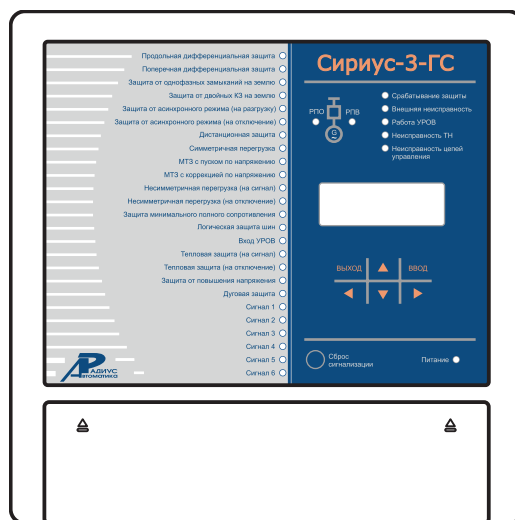 Продольная дифференциальная защита
Поперечная дифференциальная защита
Защита от однофазных замыканий на землю
Защита от двойных КЗ на землю
Защита от асинхронного режима (на разгрузку)
Защита от асинхронного режима (на отключение)
Дистанционная защита
Симметричная перегрузка
МТЗ с пуском по напряжению
МТЗ с коррекцией по напряжению
Несимметричная перегрузка (на сигнал)
Несимметричная перегрузка (на отключение)
Защита минимального полного сопротивления
Логическая защита шин
Вход УРОВ
Тепловая защита (на сигнал)
Тепловая защита (на отключение)
Защита от повышения напряжения
Дуговая защита
Сигнал 1
Сигнал 2
Сигнал 3
Сигнал 4
Сигнал 5
Сигнал 6
РАДИУС
Автоматика
Сириус-3-ГС
РПО
РПВ
G
Срабатывание защиты
Внешняя неисправность
Работа УРОВ
Неисправность ТН
Неисправность цепей
управления
ВЫХОД
ВВОД
Сброс
сигнализации
Питание